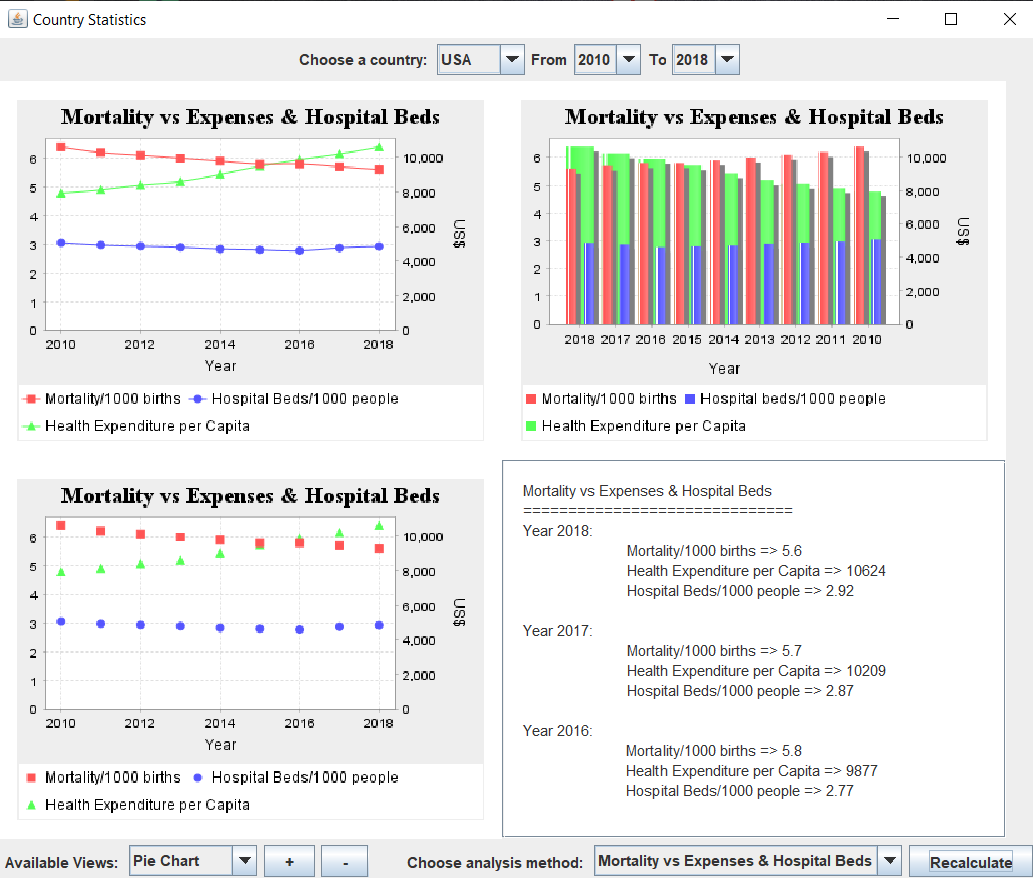 Country Statistics
Choose a country: USA From 2010 To 2018
Mortality vs Expenses & Hospital Beds
6
5
4
3
2
1
0
10,000
8,000
6,000
4,000
2,000
0
US$
2010 2012 2014 2016 2018
Year
Mortality/1000 births Hospital Beds/1000 people
Health Expenditure per Capita
Mortality vs Expenses & Hospital Beds
6
5
4
3
2
1
0
10,000
8,000
6,000
4,000
2,000
0
US$
2018 2017 2016 2015 2014 2013 2012 2011 2010
Year
Mortality/1000 births Hospital beds/1000 people
Health Expenditure per Capita
Mortality vs Expenses & Hospital Beds
6
5
4
3
2
1
0
10,000
8,000
6,000
4,000
2,000
0
US$
2010 2012 2014 2016 2018
Year
Mortality/1000 births Hospital Beds/1000 people
Health Expenditure per Capita
Mortality vs Expenses & Hospital Beds
==============================
Year 2018:
Mortality/1000 births => 5.6
Health Expenditure per Capita => 10624
Hospital Beds/1000 people => 2.92
Year 2017:
Mortality/1000 births => 5.7
Health Expenditure per Capita => 10209
Hospital Beds/1000 people => 2.87
Year 2016:
Mortality/1000 births => 5.8
Health Expenditure per Capita => 9877
Hospital Beds/1000 people => 2.77
Available Views: Pie Chart + - Choose analysis method: Mortality vs Expenses & Hospital Beds Recalculate